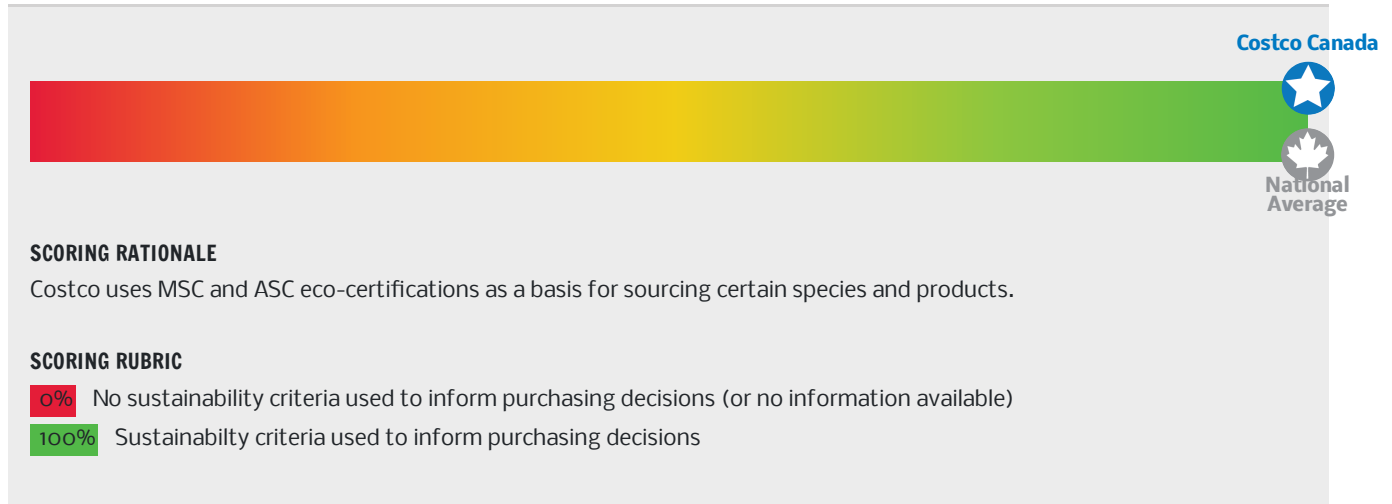 Costco Canada
National
Average
SCORING RATIONALE
Costco uses MSC and ASC eco-certifications as a basis for sourcing certain species and products.
SCORING RUBRIC
0% No sustainability criteria used to inform purchasing decisions (or no information available)
100% Sustainabilty criteria used to inform purchasing decisions